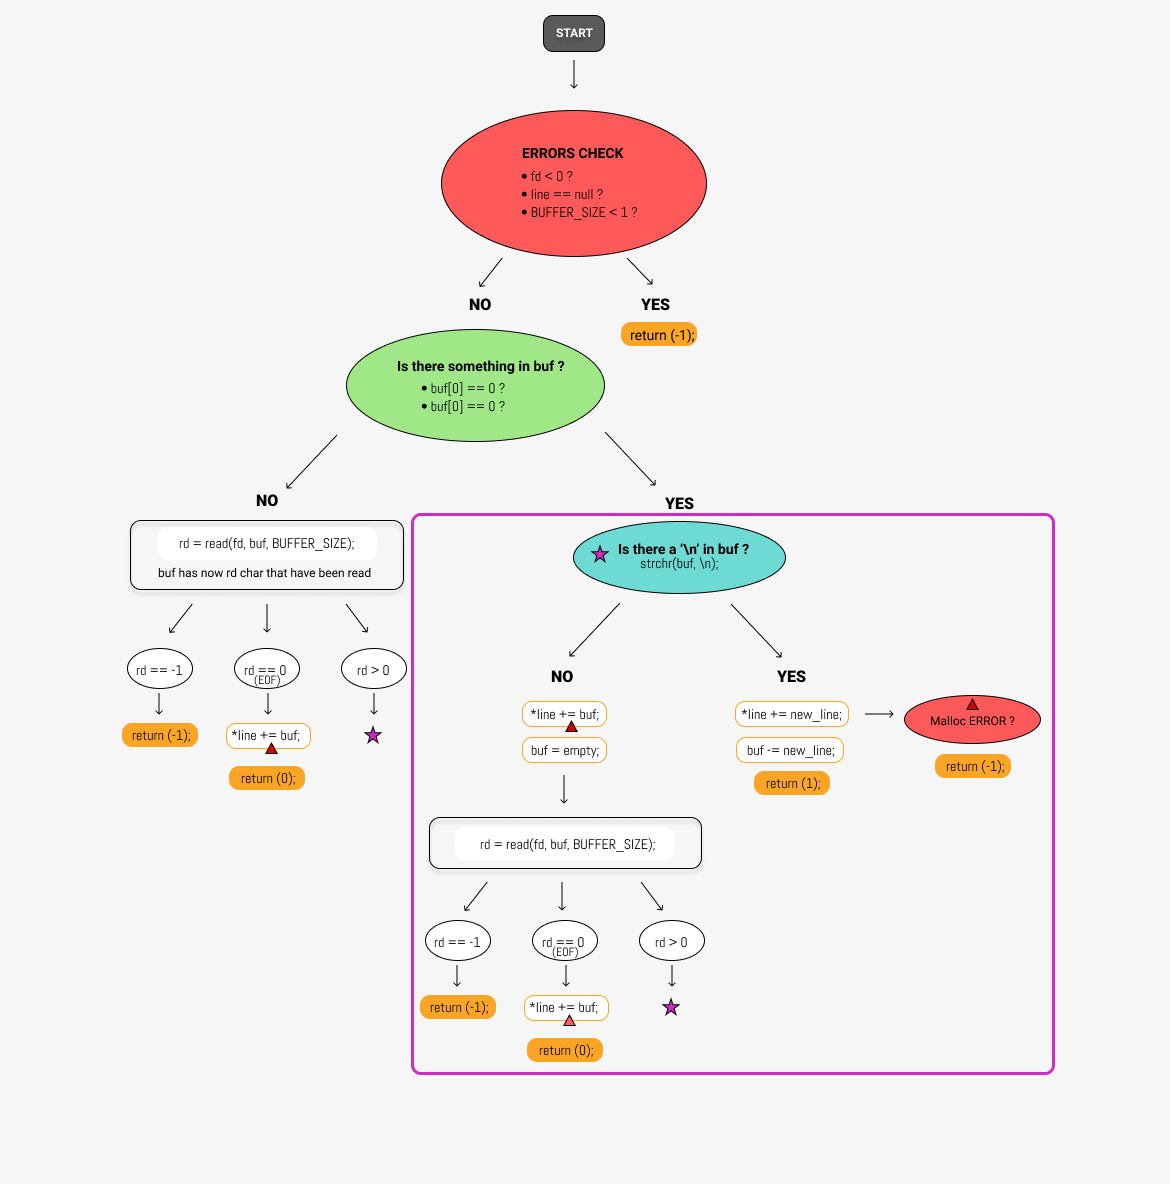 START
ERRORS CHECK
• fd < 0 ?
• line == null ?
• BUFFER_SIZE < 1 ?
NO
YES
return (-1);
Is there something in buf ?
• buf[0] == 0 ?
• buf[0] == 0 ?
NO
rd = read(fd, buf, BUFFER_SIZE);
buf has now rd char that have been read
rd == -1
rd == 0
(EOF)
rd > 0
return (-1);
*line += buf;
return (0);
YES
Is there a ‘\n’ in buf ?
strchr(buf, \n);
NO
YES
*line += buf;
buf = empty;
*line += new_line;
buf -= new_line;
return (1);
Malloc ERROR ?
return (-1);
rd = read(fd, buf, BUFFER_SIZE);
rd == -1
rd == 0
(EOF)
rd > 0
return (-1);
*line += buf;
return (0);